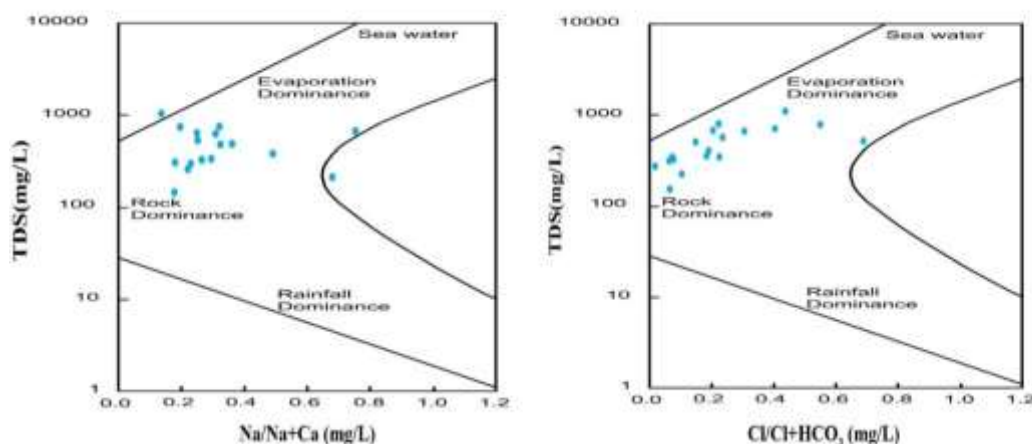 10000
1000
100
10
1
TDS(mg/L)
Sea water
Evaporation
Dominance
Rock
Dominance
Rainfall
Dominance
0.0 0.2 0.4 0.6 0.8 1.0 1.2
Na/Na+Ca (mg/L)
10000
1000
100
10
1
TDS(mg/L)
Sea water
Evaporation
Dominance
Rock
Dominance
Rainfall
Dominance
0.0 0.2 0.4 0.6 0.8 1.0 1.2
Cl/Cl+HCO₃ (mg/L)